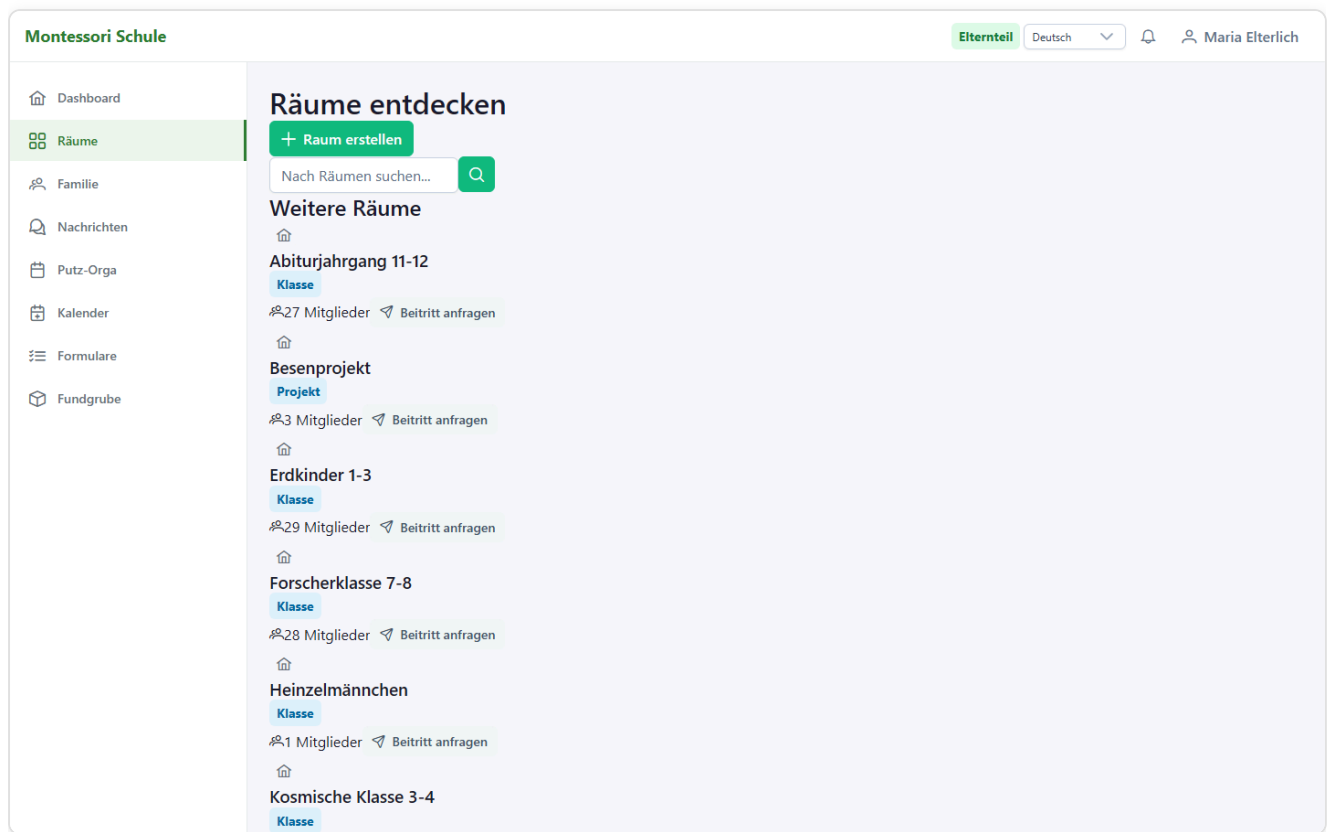 Montessori Schule
Elternteil
Deutsch
Maria Elterlich
Dashboard
Räume
Familie
Nachrichten
Putz-Orga
Kalender
Formulare
Fundgrube
Räume entdecken
Raum erstellen
Nach Räumen suchen...
Weitere Räume
Abiturjahrgang 11-12
Klasse
27 Mitglieder Beitritt anfragen
Besenprojekt
Projekt
3 Mitglieder Beitritt anfragen
Erdkinder 1-3
Klasse
29 Mitglieder Beitritt anfragen
Forscherklasse 7-8
Klasse
28 Mitglieder Beitritt anfragen
Heinzelmännchen
Klasse
1 Mitglieder Beitritt anfragen
Kosmische Klasse 3-4
Klasse